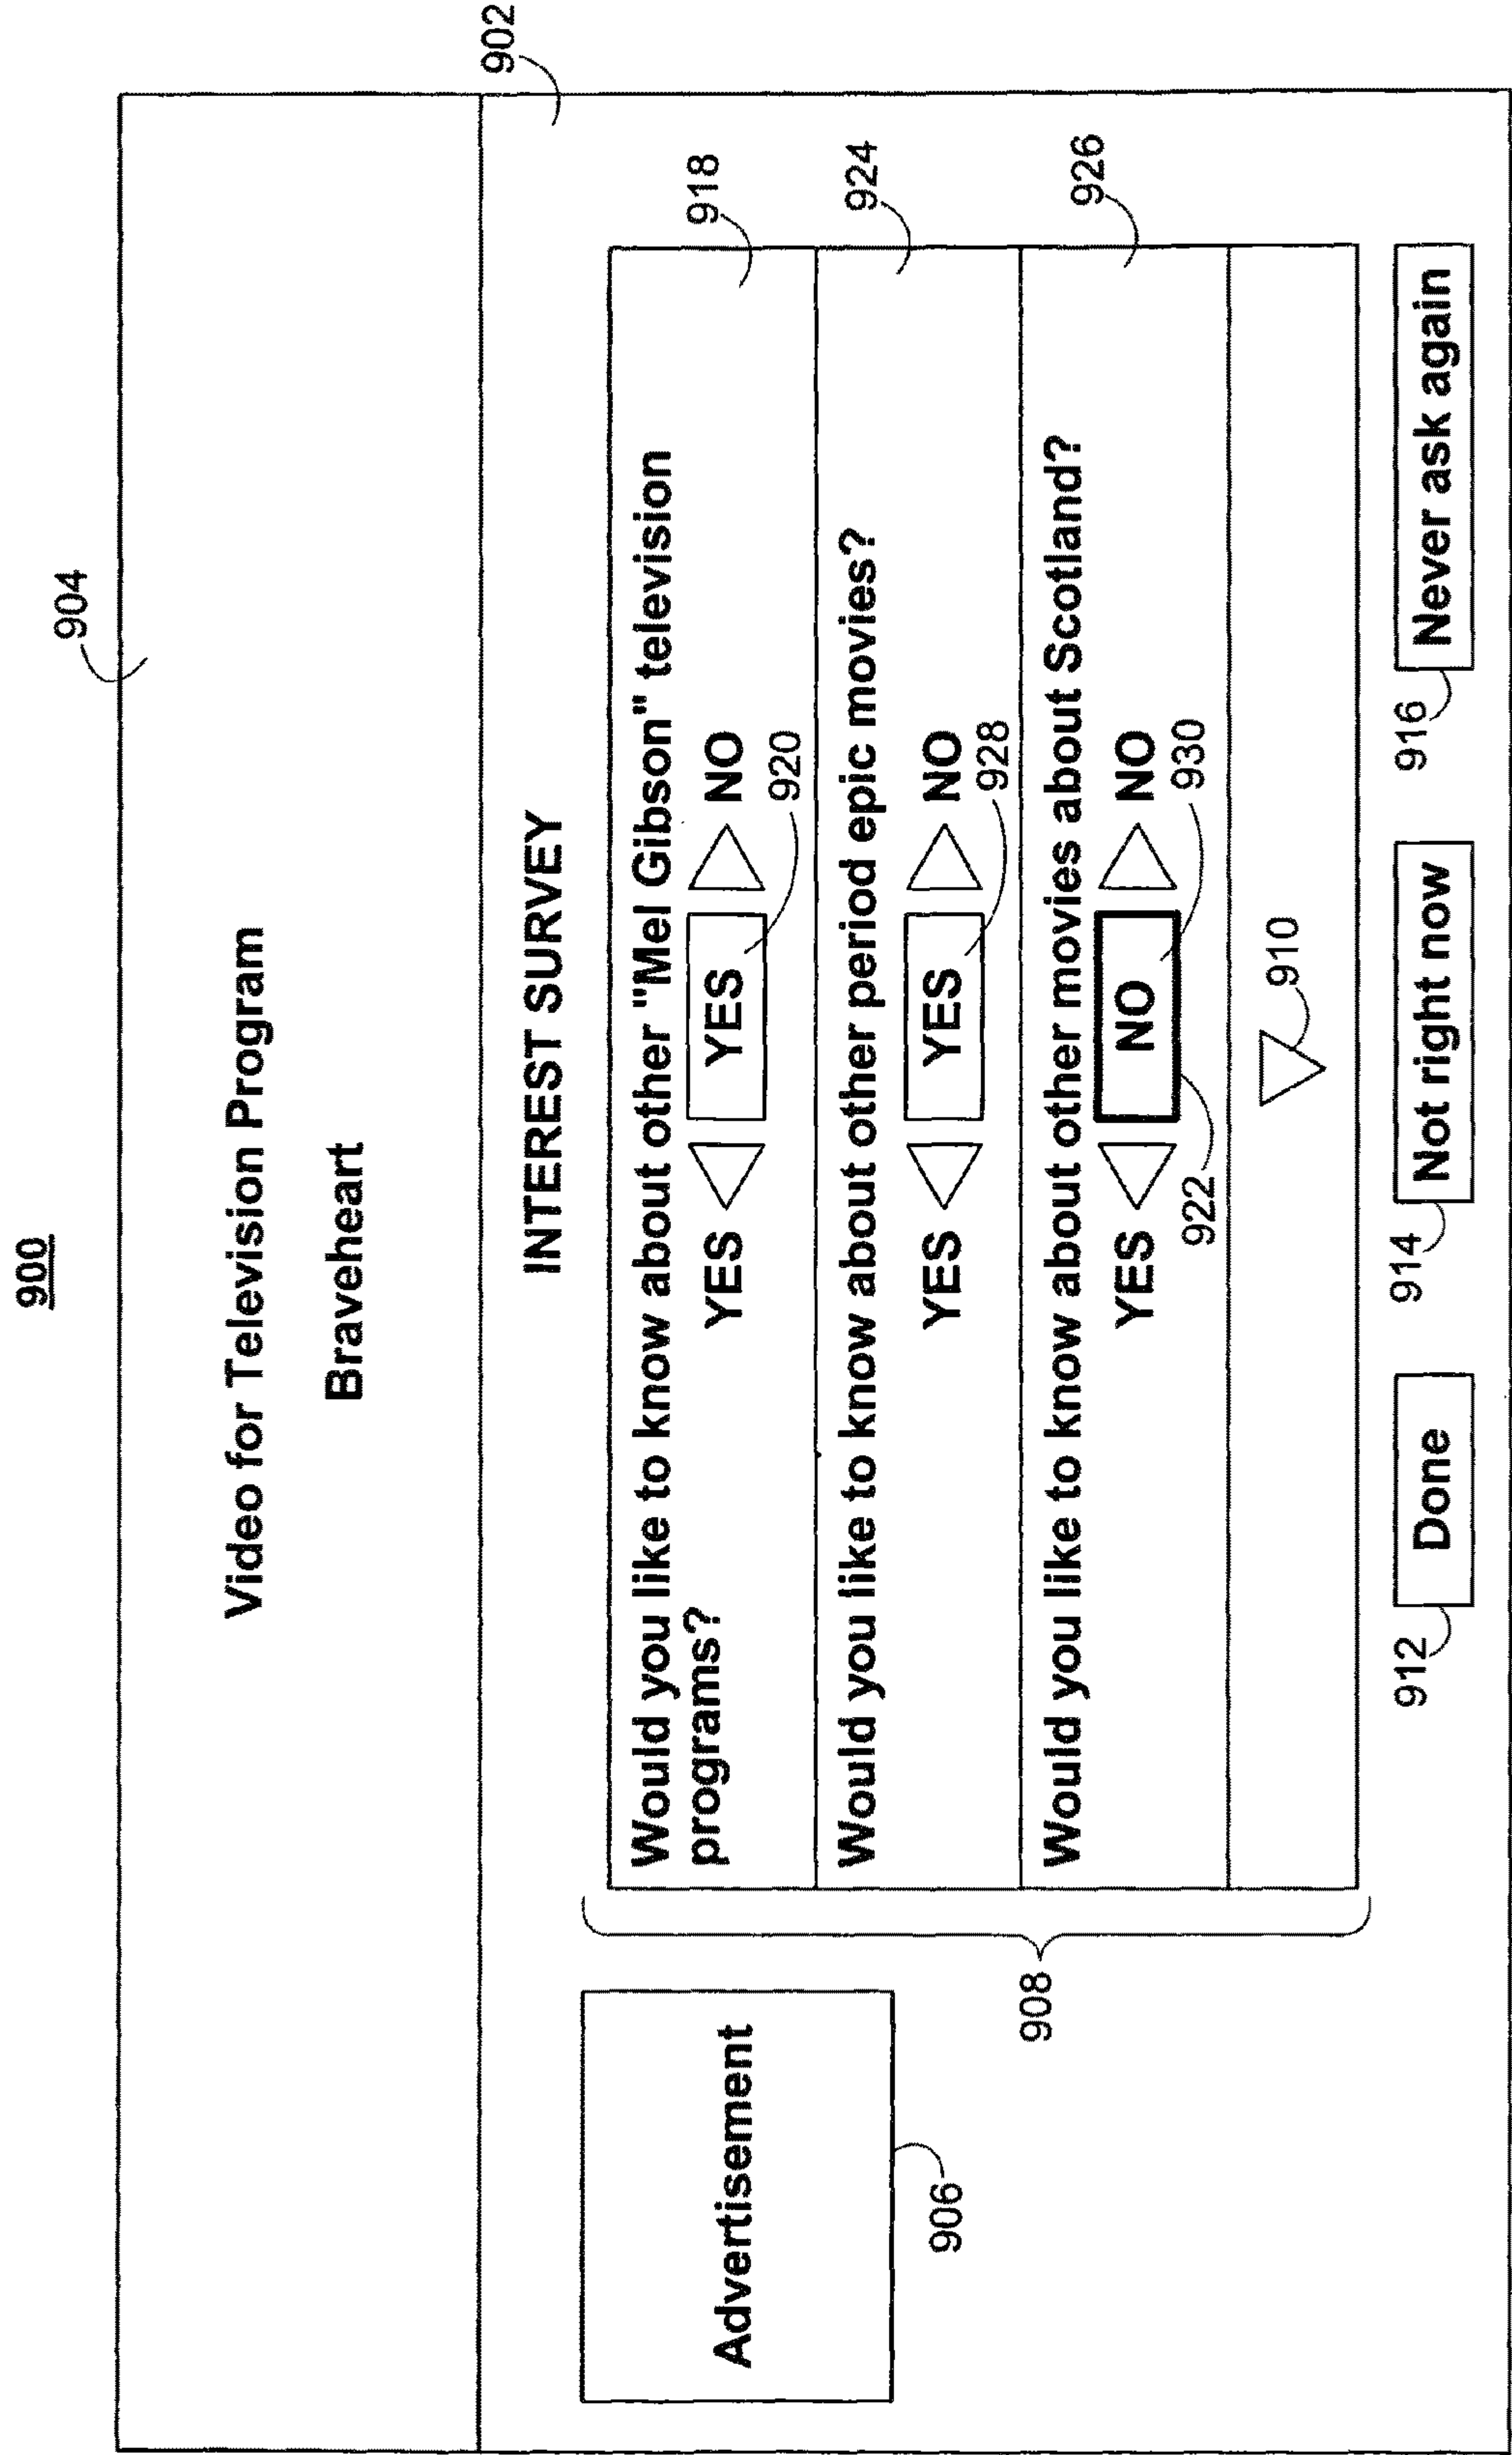 900
904
Video for Television Program
Braveheart
902
INTEREST SURVEY
Advertisement
906
908
Would you like to know about other "Mel Gibson" television
programs?
YES YES NO
918
920
Would you like to know about other period epic movies?
YES YES NO
924
928
Would you like to know about other movies about Scotland?
YES NO NO
926
922
930
910
912
Done
914
Not right now
916
Never ask again